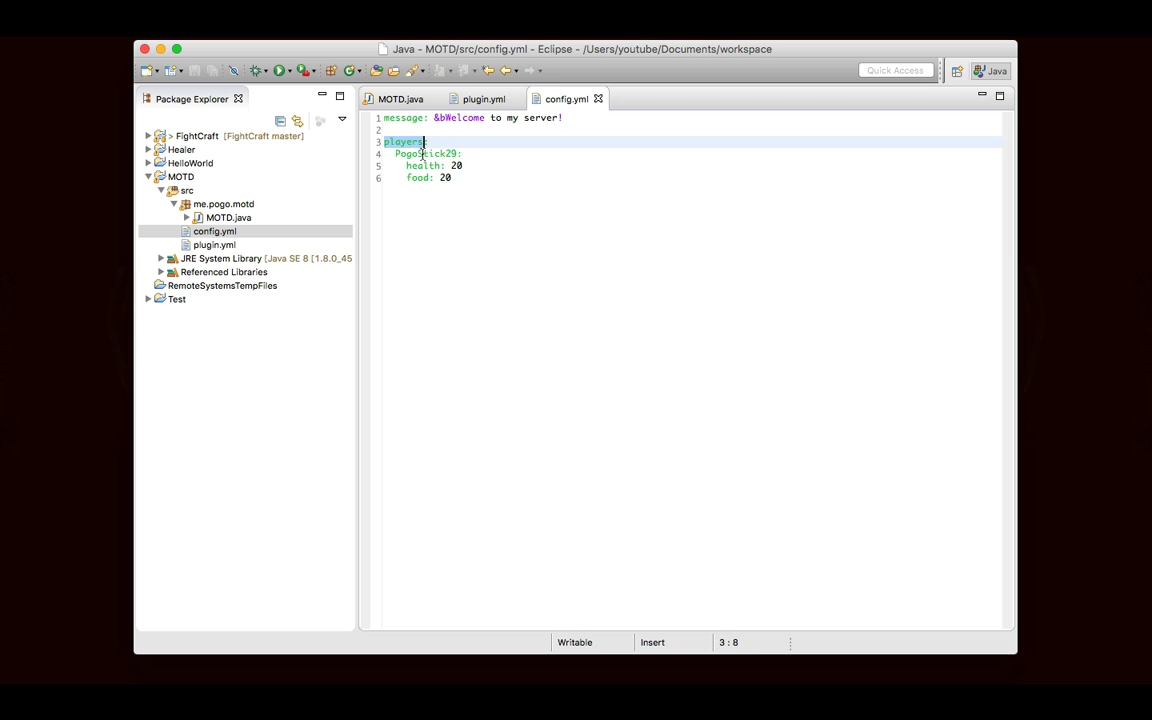 Java - MOTD/src/config.yml - Eclipse - /Users/youtube/Documents/workspace
Quick Access
Java
Package Explorer
MOTD.java
plugin.yml
config.yml
> FightCraft [FightCraft master]
Healer
HelloWorld
MOTD
src
me.pogo.motd
MOTD.java
config.yml
plugin.yml
JRE System Library [Java SE 8 [1.8.0_45
Referenced Libraries
RemoteSystemsTempFiles
Test
1 message: &bWelcome to my server!
2
3 players:
4 PogoStick29:
5 health: 20
6 food: 20
Writable
Insert
3 : 8